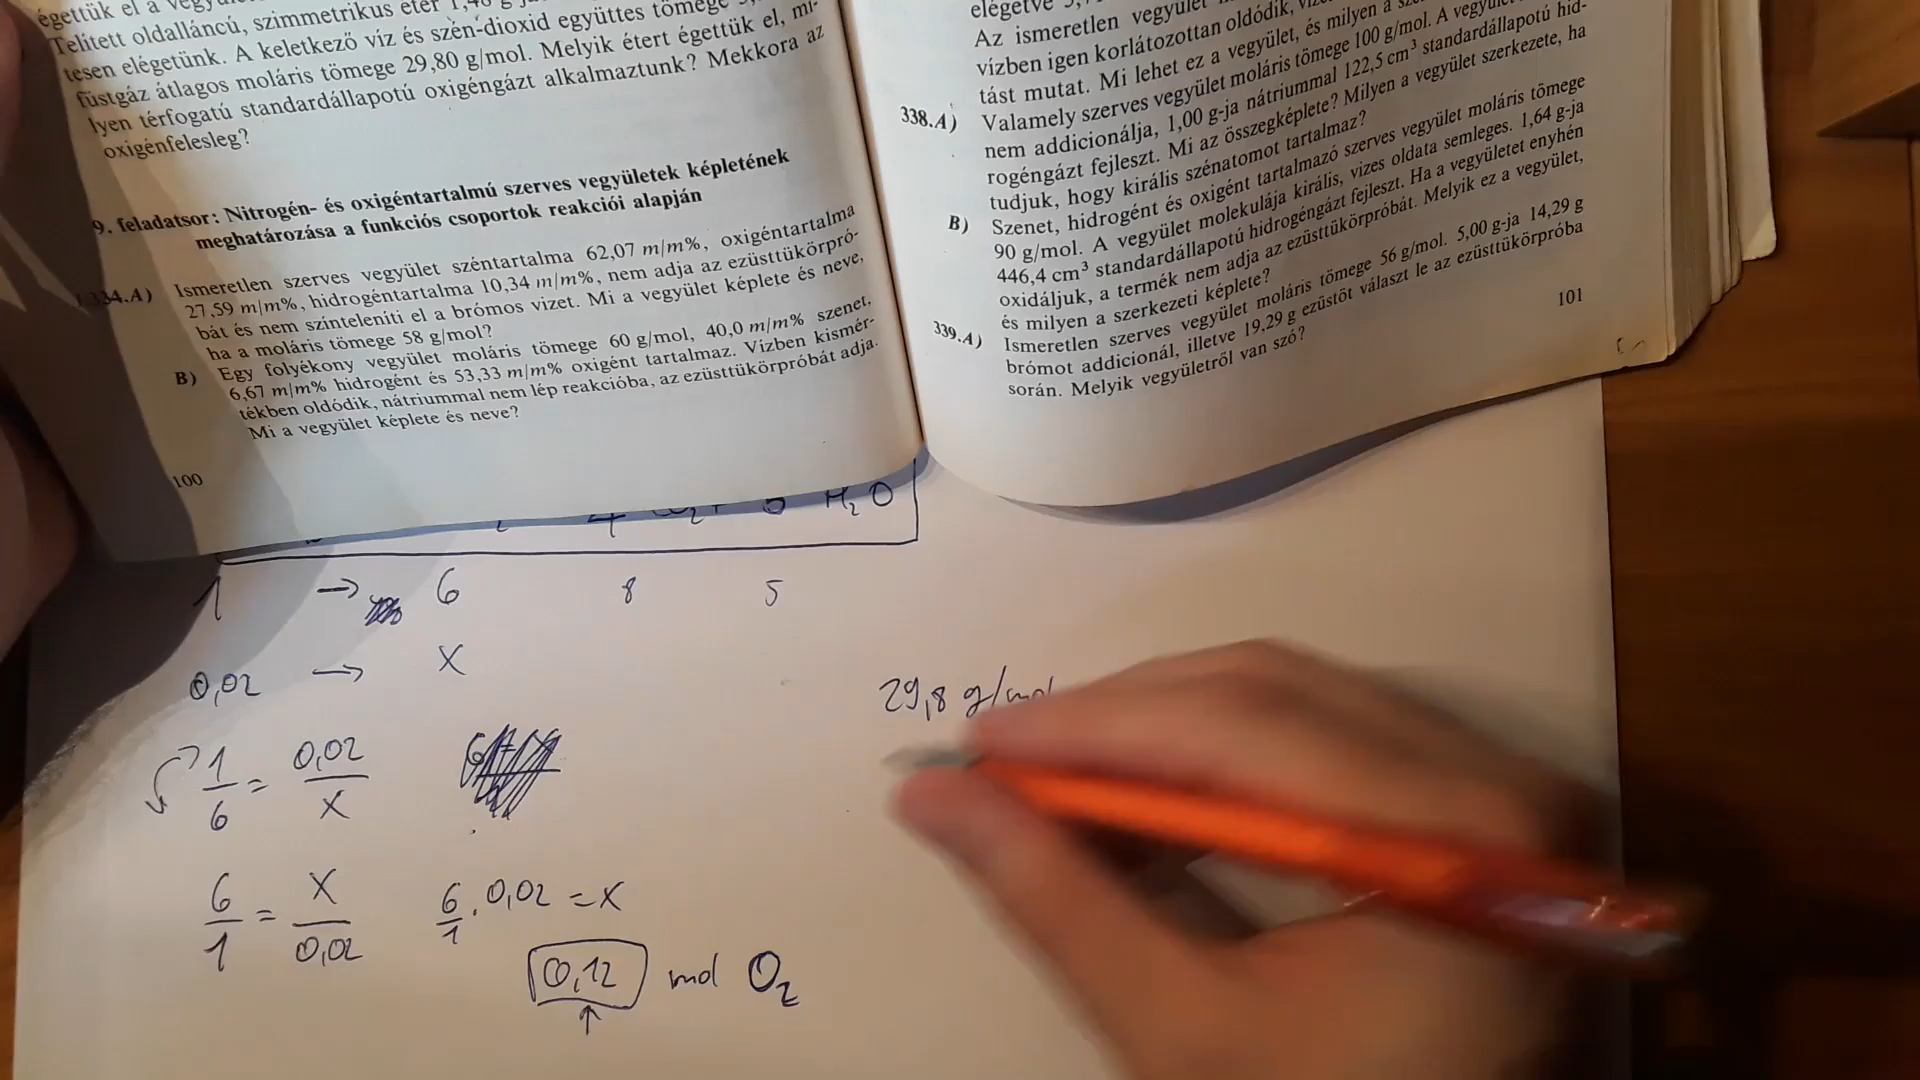 égettük el a
Telített oldalláncú, szimmetrikus éter
tesen elégetünk. A keletkező víz és szén-dioxid együttes tömege
füstgáz átlagos moláris tömege 29,80 g/mol. Melyik étert égettük el, mi-
lyen térfogatú standardállapotú oxigéngázt alkalmaztunk? Mekkora az
oxigénfelesleg?
9. feladatsor: Nitrogén- és oxigéntartalmú szerves vegyületek képletének
meghatározása a funkciós csoportok reakciói alapján
334.A) Ismeretlen szerves vegyület széntartalma 62,07 m/m%, oxigéntartalma
27,59 m/m%, hidrogéntartalma 10,34 m/m%, nem adja az ezüsttükörpró-
bát és nem színteleníti el a brómos vizet. Mi a vegyület képlete és neve,
ha a moláris tömege 58 g/mol?
B) Egy folyékony vegyület moláris tömege 60 g/mol, 40,0 m/m% szenet,
6,67 m/m% hidrogént és 53,33 m/m% oxigént tartalmaz. Vízben kismér-
tékben oldódik, nátriummal nem lép reakcióba, az ezüsttükörpróbát adja.
Mi a vegyület képlete és neve?
100
elégetve
Az ismeretlen vegyület
vízben igen korlátozottan oldódik,
tást mutat. Mi lehet ez a vegyület, és milyen a
338.A) Valamely szerves vegyület moláris tömege 100 g/mol. A
nem addicionálja, 1,00 g-ja nátriummal 122,5 cm³ standardállapotú hid-
rogéngázt fejleszt. Mi az összegképlete? Milyen a vegyület szerkezete, ha
tudjuk, hogy királis szénatomot tartalmaz?
B) Szenet, hidrogént és oxigént tartalmazó szerves vegyület moláris tömege
90 g/mol. A vegyület molekulája királis, vizes oldata semleges. 1,64 g-ja
446,4 cm³ standardállapotú hidrogéngázt fejleszt. Ha a vegyületet enyhén
oxidáljuk, a termék nem adja az ezüsttükörpróbát. Melyik ez a vegyület,
és milyen a szerkezeti képlete?
339.A) Ismeretlen szerves vegyület moláris tömege 56 g/mol. 5,00 g-ja 14,29 g
brómot addicionál, illetve 19,29 g ezüstöt választ le az ezüsttükörpróba
során. Melyik vegyületről van szó?
101
H₂O
1 → 6 8 5
0,02 → X
29,8 g/mol
1/6 = 0,02/X
6/1 = X/0,02 6/1 · 0,02 = X
0,12 mol O₂